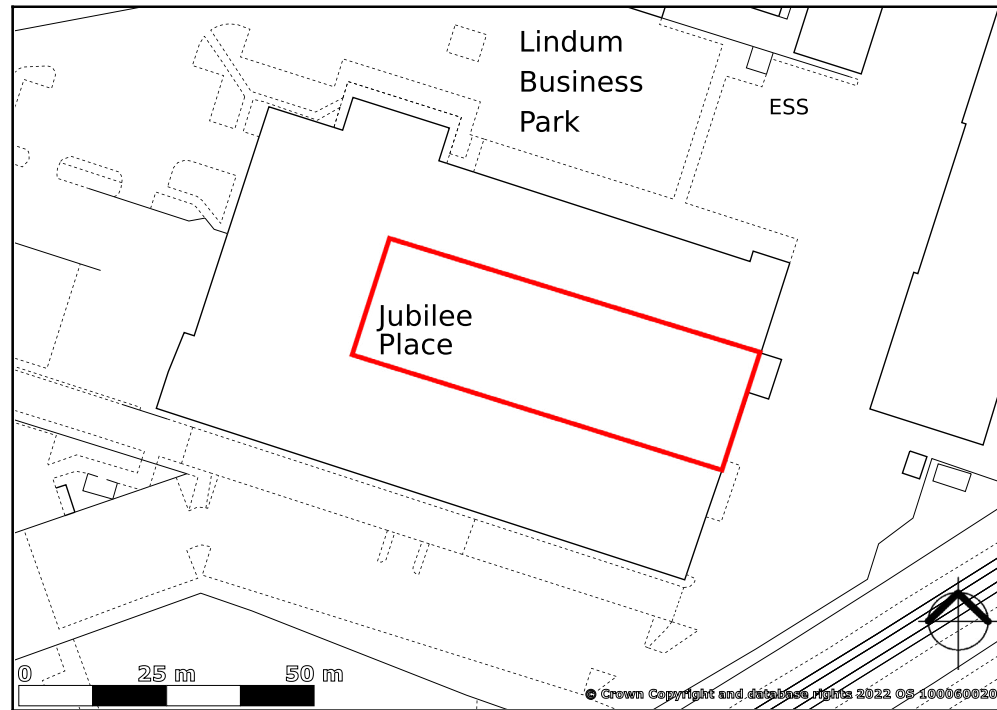 Lindum
Business
Park
ESS
Jubilee
Place
0 25 m 50 m
© Crown Copyright and database rights 2022 OS 100060020